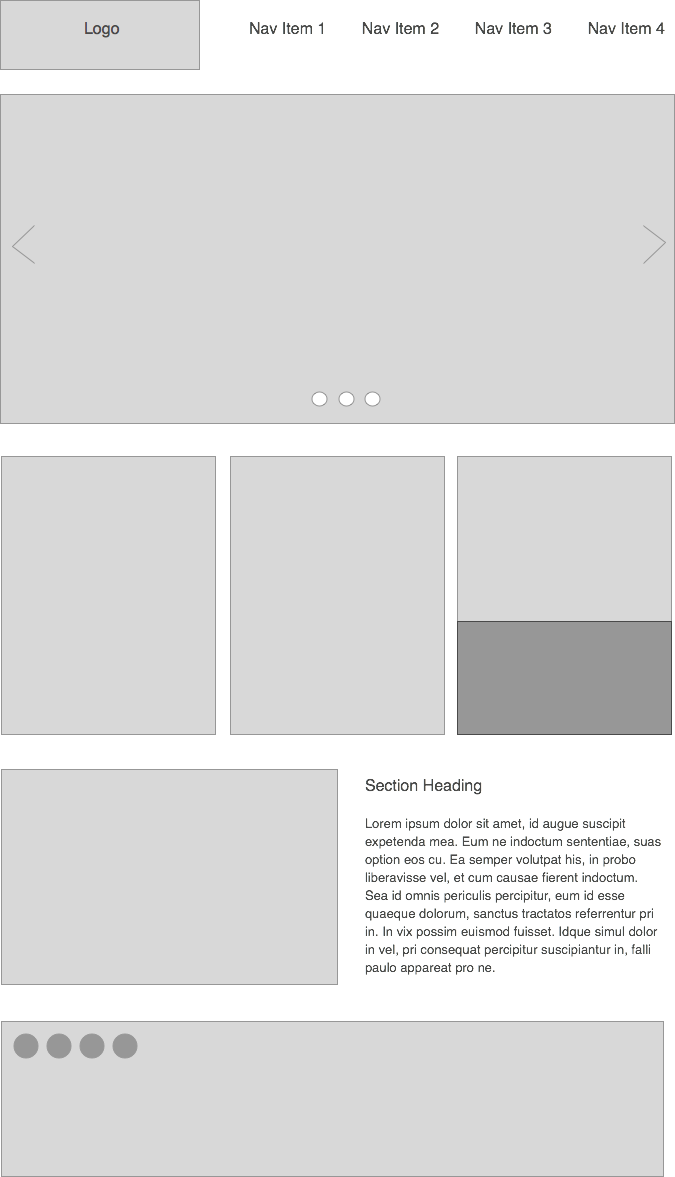 Logo
Nav Item 1 Nav Item 2 Nav Item 3 Nav Item 4
Section Heading
Lorem ipsum dolor sit amet, id augue suscipit
expetenda mea. Eum ne indoctum sententiae, suas
option eos cu. Ea semper volutpat his, in probo
liberavisse vel, et cum causae fierent indoctum.
Sea id omnis periculis percipitur, eum id esse
quaeque dolorum, sanctus tractatos referrentur pri
in. In vix possim euismod fuisset. Idque simul dolor
in vel, pri consequat percipitur suscipiantur in, falli
paulo appareat pro ne.